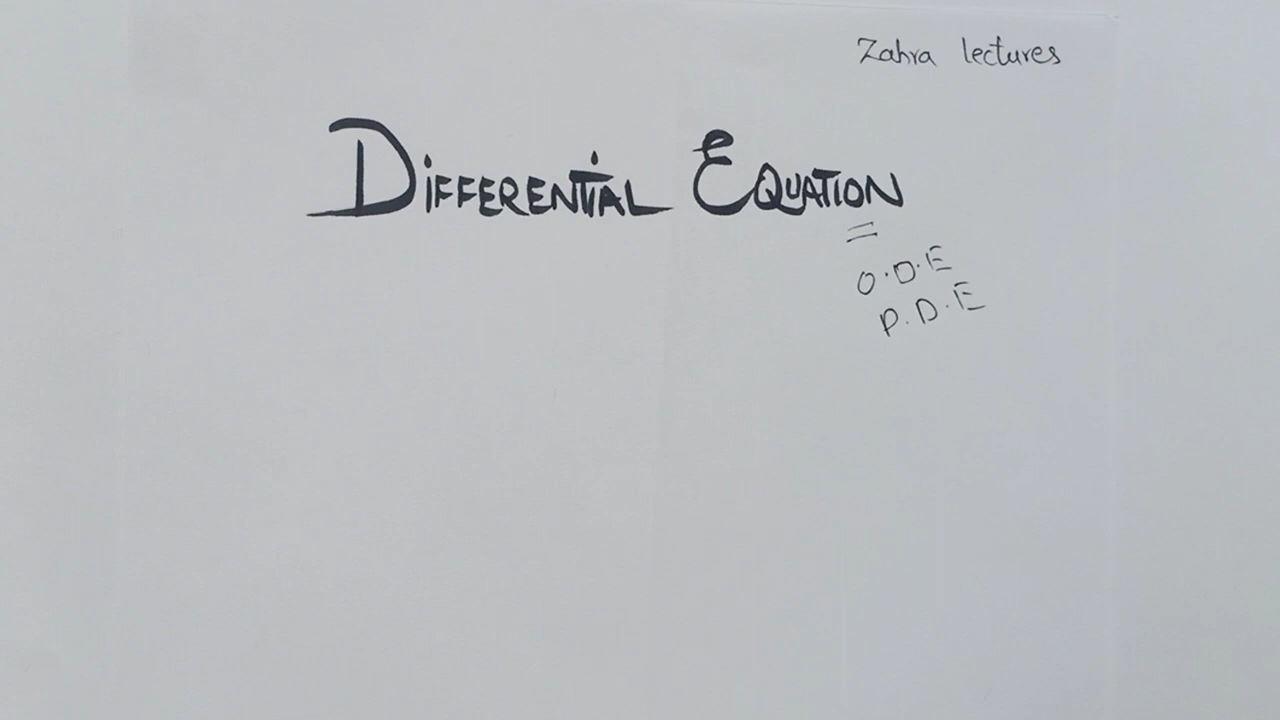 Zahra lectures
DIFFERENTIAL EQUATION
=
O.D.E
P.D.E